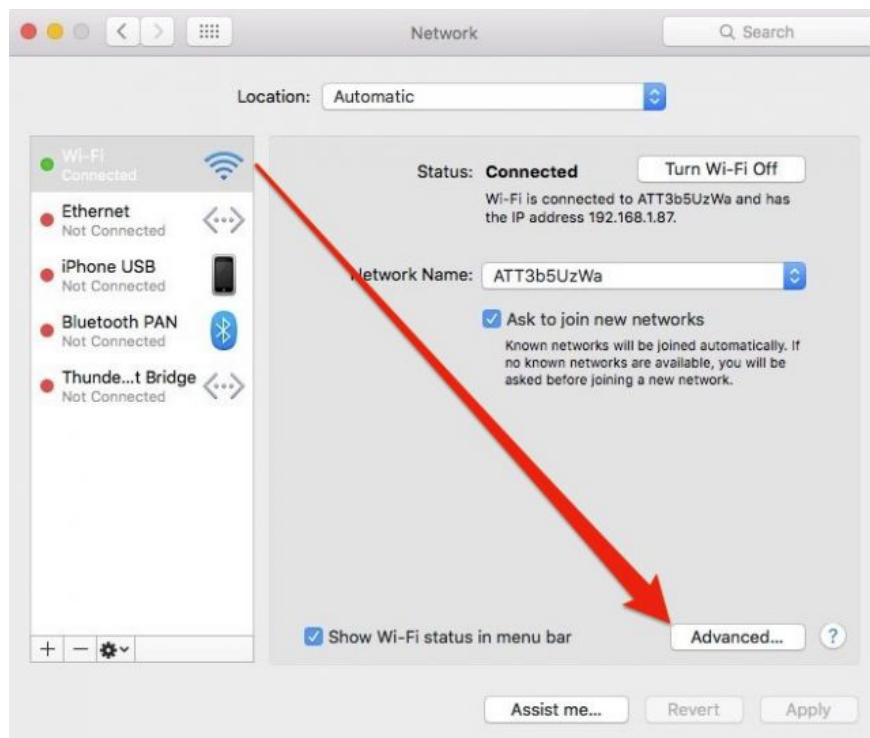 Network
Search
Location: Automatic
Wi-Fi
Connected
Ethernet
Not Connected
iPhone USB
Not Connected
Bluetooth PAN
Not Connected
Thunde...t Bridge
Not Connected
Status: Connected
Turn Wi-Fi Off
Wi-Fi is connected to ATT3b5UzWa and has
the IP address 192.168.1.87.
Network Name: ATT3b5UzWa
Ask to join new networks
Known networks will be joined automatically. If
no known networks are available, you will be
asked before joining a new network.
Show Wi-Fi status in menu bar
Advanced...
?
Assist me...
Revert
Apply